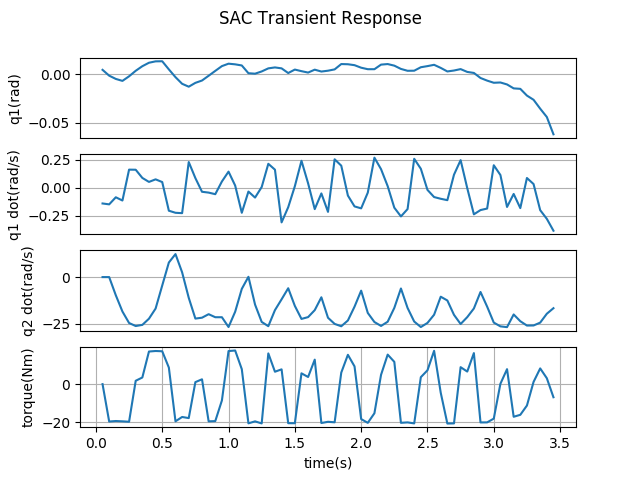 SAC Transient Response
q1(rad)
0.00
−0.05
q1 dot(rad/s)
0.25
0.00
−0.25
q2 dot(rad/s)
0
−25
torque(Nm)
0
−20
0.0 0.5 1.0 1.5 2.0 2.5 3.0 3.5
time(s)